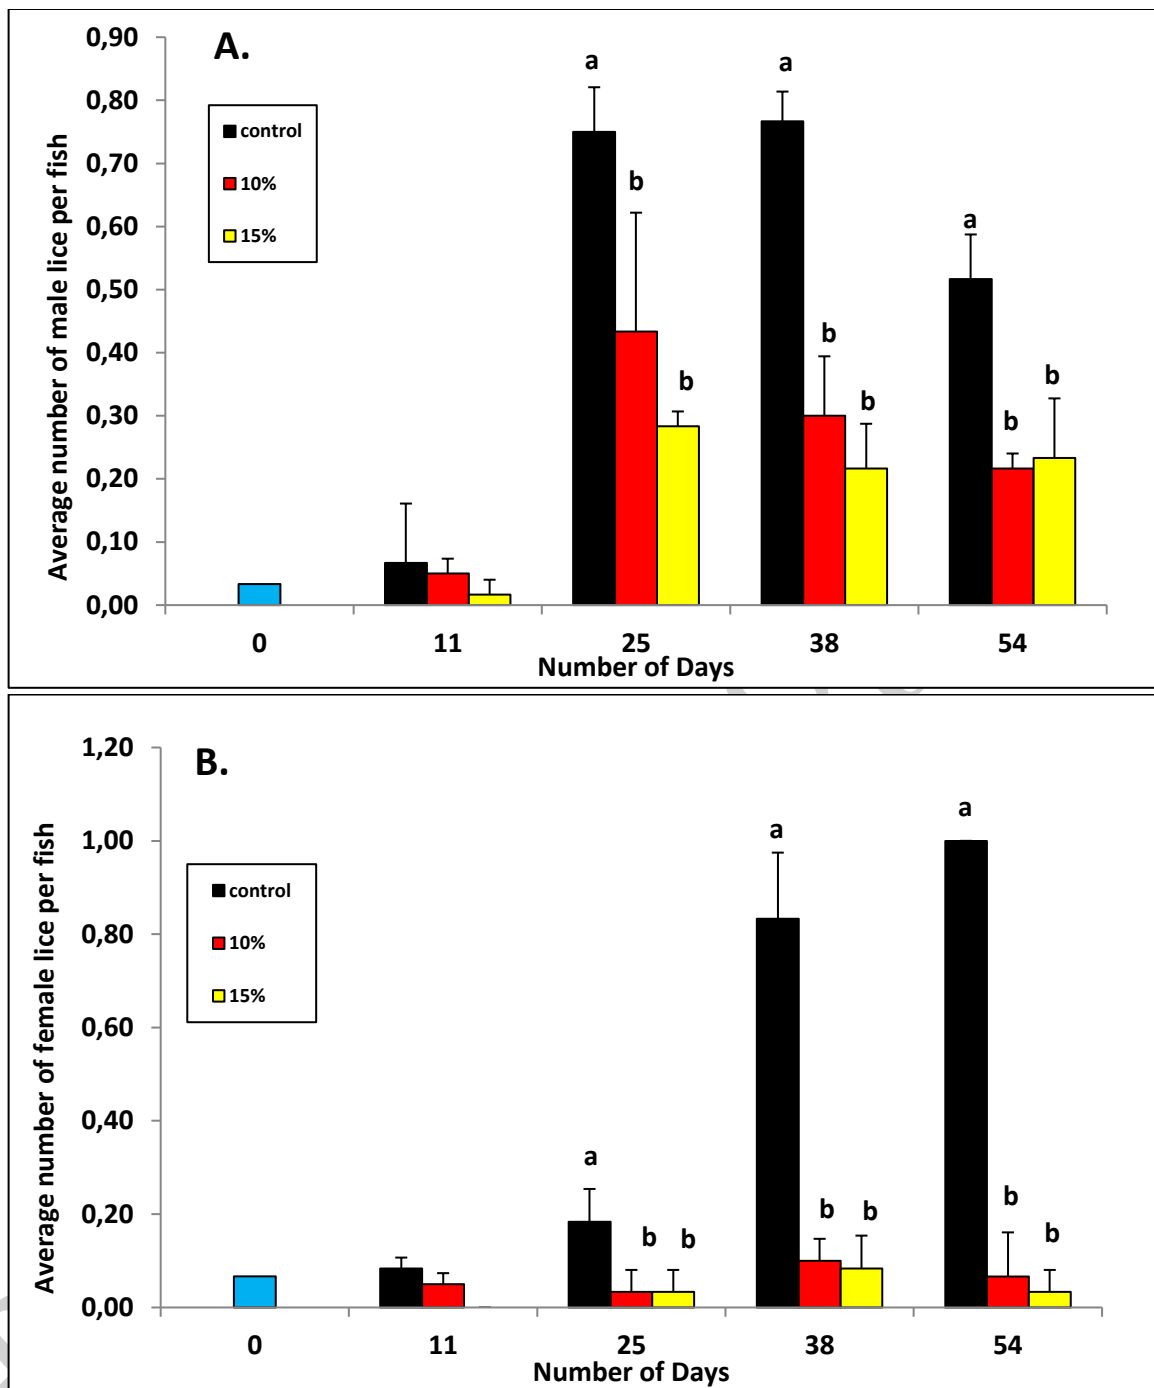 A.
0,90
0,80
0,70
0,60
0,50
0,40
0,30
0,20
0,10
0,00
Average number of male lice per fish
control
10%
15%
a
b
b
a
b
b
a
b
b
0 11 25 38 54
Number of Days
B.
1,20
1,00
0,80
0,60
0,40
0,20
0,00
Average number of female lice per fish
control
10%
15%
a
b
b
a
b
b
a
b
b
0 11 25 38 54
Number of Days